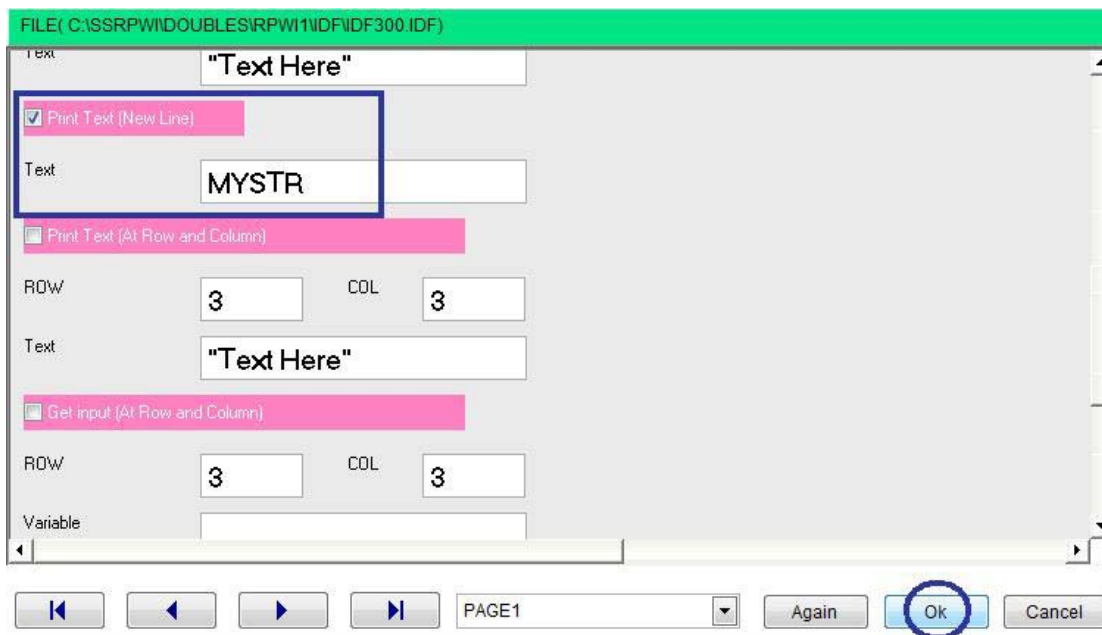 FILE( C:\SSRPWI\DOUBLES\RPWI1\IDF\IDF300.IDF)
Text "Text Here"
Print Text (New Line)
Text MYSTR
Print Text (At Row and Column)
ROW 3 COL 3
Text "Text Here"
Get input (At Row and Column)
ROW 3 COL 3
Variable
PAGE1 Again Ok Cancel